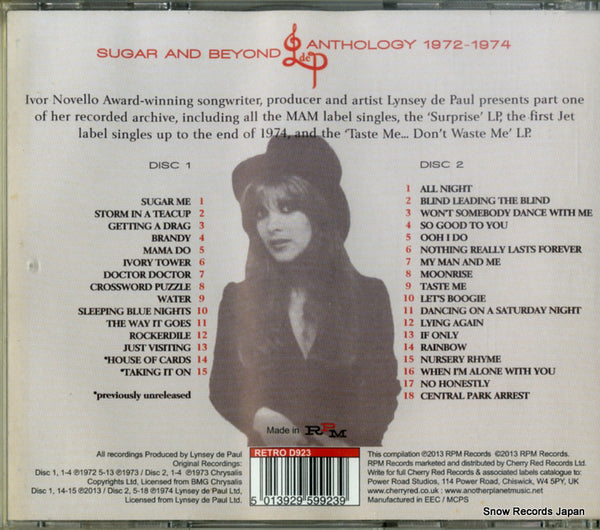 SUGAR AND BEYOND LdeP ANTHOLOGY 1972-1974
Ivor Novello Award-winning songwriter, producer and artist Lynsey de Paul presents part one
of her recorded archive, including all the MAM label singles, the 'Surprise' LP, the first Jet
label singles up to the end of 1974, and the 'Taste Me... Don't Waste Me' LP.
DISC 1
SUGAR ME 1
STORM IN A TEACUP 2
GETTING A DRAG 3
BRANDY 4
MAMA DO 5
IVORY TOWER 6
DOCTOR DOCTOR 7
CROSSWORD PUZZLE 8
WATER 9
SLEEPING BLUE NIGHTS 10
THE WAY IT GOES 11
ROCKERDILE 12
JUST VISITING 13
*HOUSE OF CARDS 14
*TAKING IT ON 15
*previously unreleased
DISC 2
1 ALL NIGHT
2 BLIND LEADING THE BLIND
3 WON'T SOMEBODY DANCE WITH ME
4 SO GOOD TO YOU
5 OOH I DO
6 NOTHING REALLY LASTS FOREVER
7 MY MAN AND ME
8 MOONRISE
9 TASTE ME
10 LET'S BOOGIE
11 DANCING ON A SATURDAY NIGHT
12 LYING AGAIN
13 IF ONLY
14 RAINBOW
15 NURSERY RHYME
16 WHEN I'M ALONE WITH YOU
17 NO HONESTLY
18 CENTRAL PARK ARREST
Made in RPM
All recordings Produced by Lynsey de Paul
Original Recordings:
Disc 1, 1-4 ℗1972 5-13 ℗1973 / Disc 2, 1-4 ℗1973 Chrysalis
Copyrights Ltd, Licensed from BMG Chrysalis
Disc 1, 14-15 ℗2013 / Disc 2, 5-18 ℗1974 Lynsey de Paul Ltd,
Licensed from Lynsey de Paul Ltd.
RETRO D923
5 013929 599239
This compilation ℗2013 RPM Records ©2013 RPM Records.
RPM Records marketed and distributed by Cherry Red Records Ltd.
Write for full Cherry Red Records & associated labels catalogue to:
Power Road Studios, 114 Power Road, Chiswick, W4 5PY, UK
www.cherryred.co.uk : www.anotherplanetmusic.net
Manufactured in EEC / MCPS
Snow Records Japan